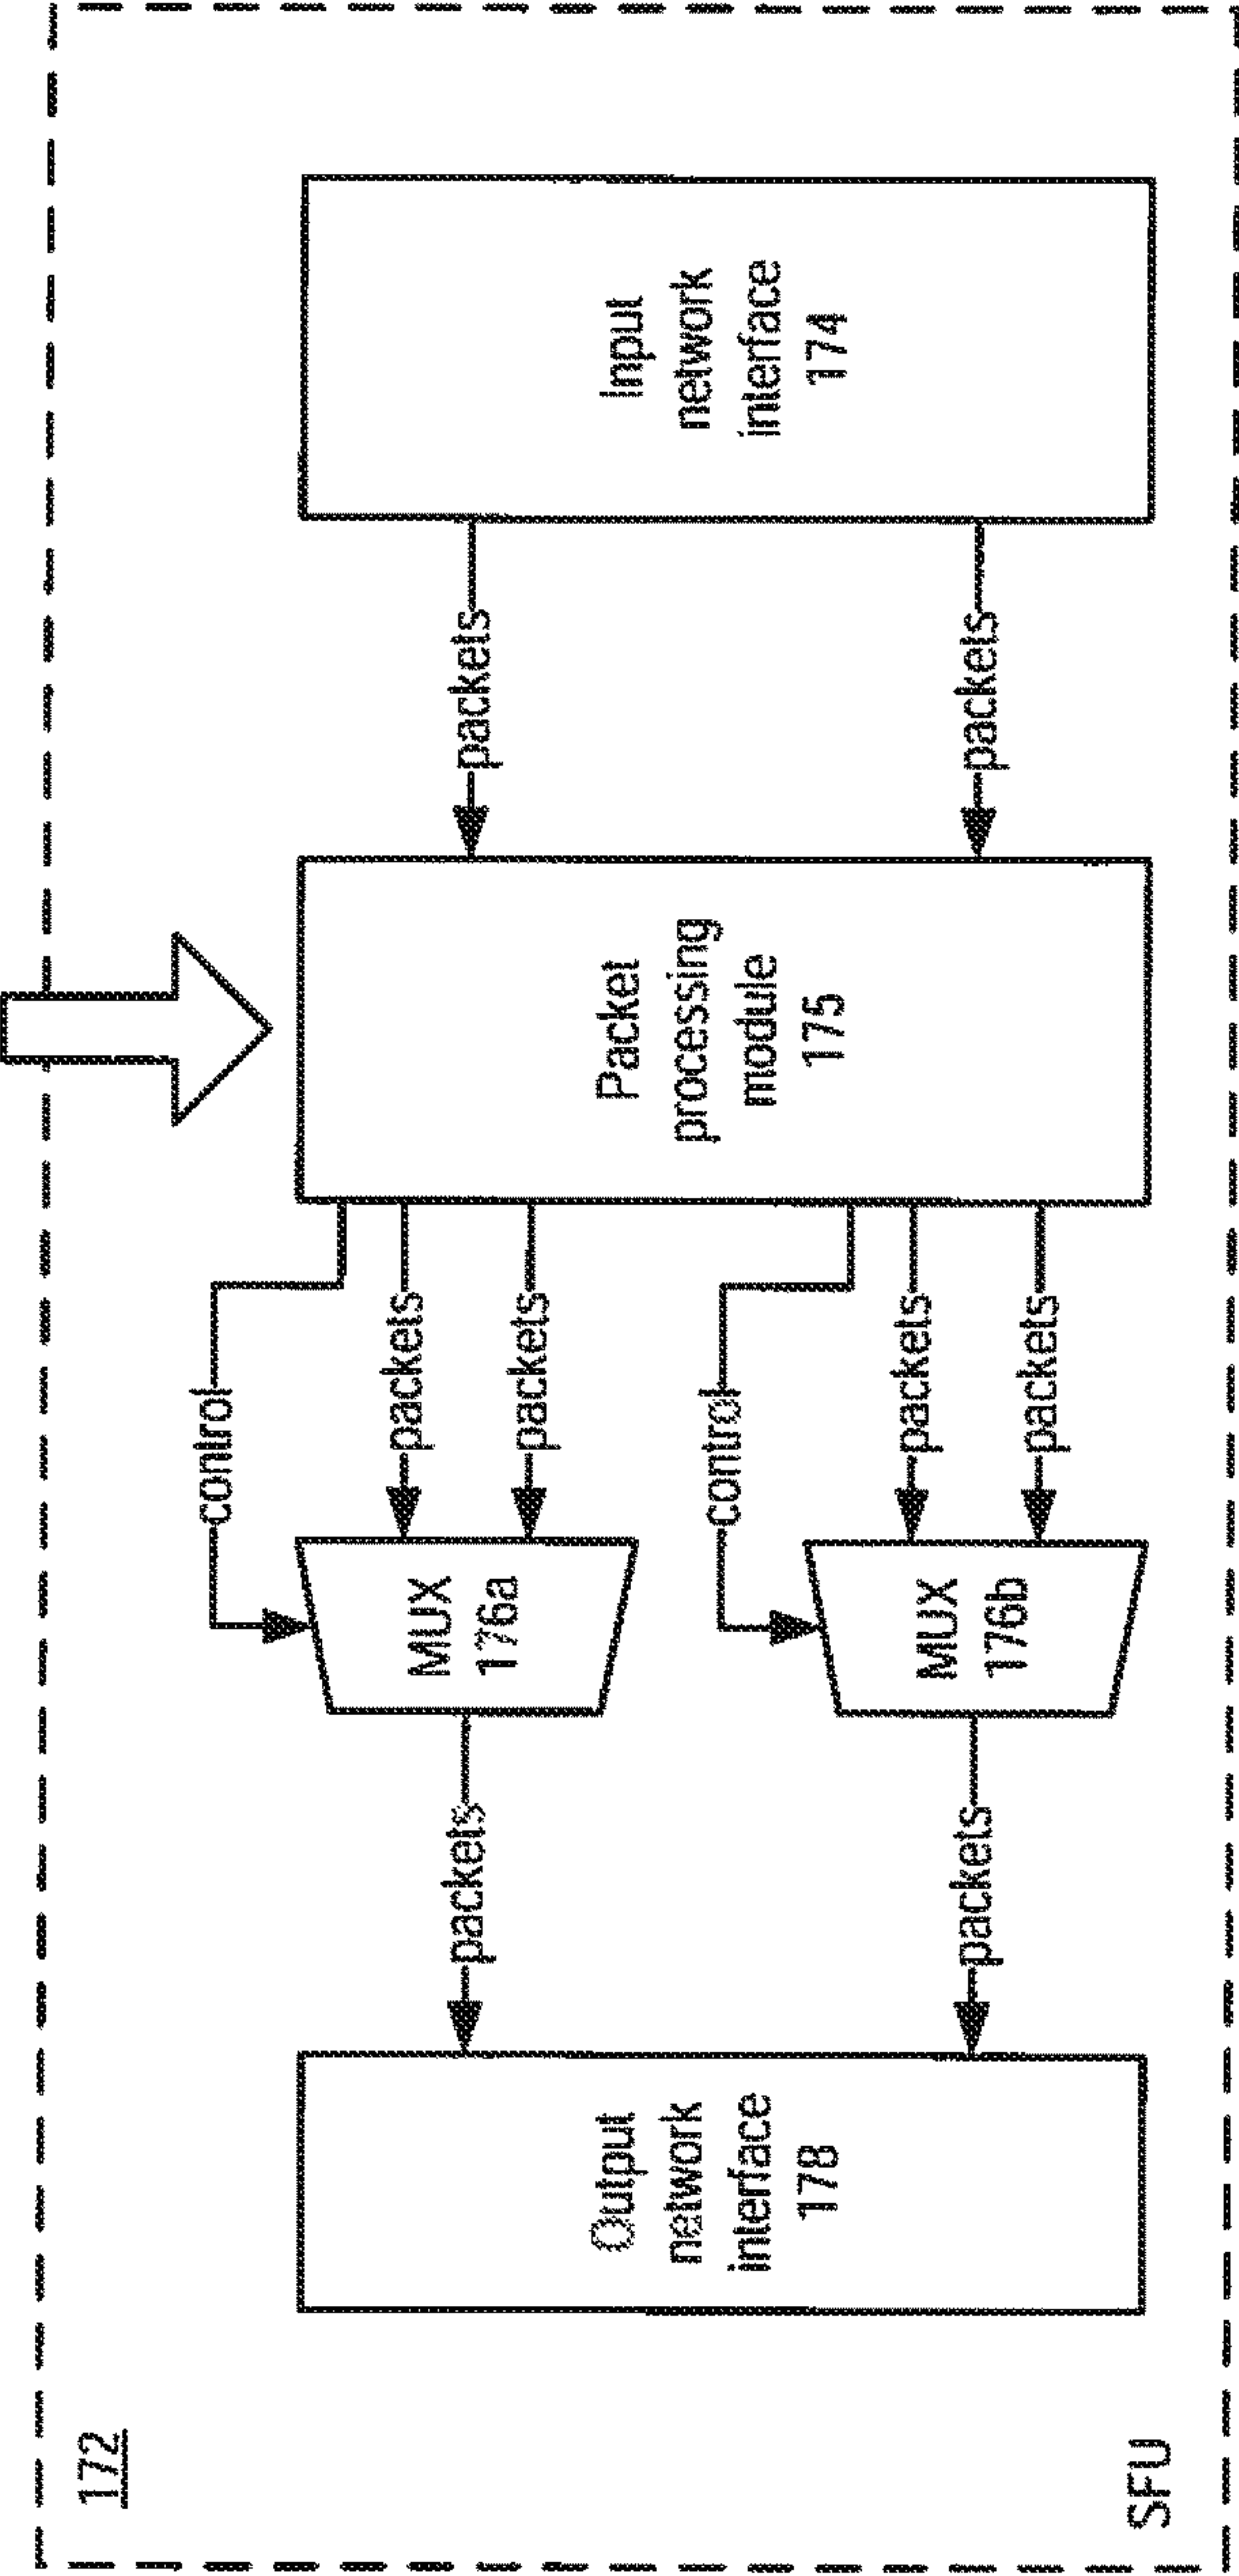 172
control
packets
MUX
176a
packets
packets
packets
Output
network
interface
178
Packet
processing
module
175
Input
network
interface
174
control
packets
MUX
176b
packets
packets
packets
SFU